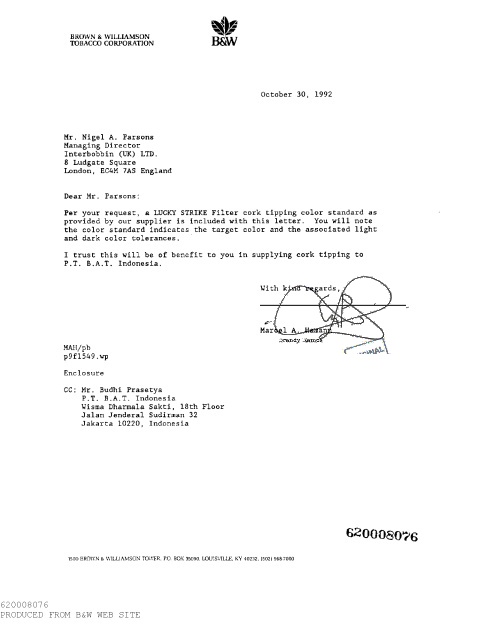 BROWN & WILLIAMSON
TOBACCO CORPORATION
B&W
October 30, 1992
Mr. Nigel A. Parsons
Managing Director
Interbobbin (UK) LTD.
8 Ludgate Square
London, EC4M 7AS England
Dear Mr. Parsons:
Per your request, a LUCKY STRIKE Filter cork tipping color standard as
provided by our supplier is included with this letter. You will note
the color standard indicates the target color and the associated light
and dark color tolerances.
I trust this will be of benefit to you in supplying cork tipping to
P.T. B.A.T. Indonesia.
With kind regards,
Marcel A.
MAH/pb
p9f1549.wp
Enclosure
CC: Mr. Budhi Prasetya
P.T. B.A.T. Indonesia
Wisma Dharmala Sakti, 18th Floor
Jalan Jenderal Sudirman 32
Jakarta 10220, Indonesia
620008076
1500 BROWN & WILLIAMSON TOWER, P.O. BOX 35090, LOUISVILLE, KY 40232, (502) 568-7000
620008076
PRODUCED FROM B&W WEB SITE